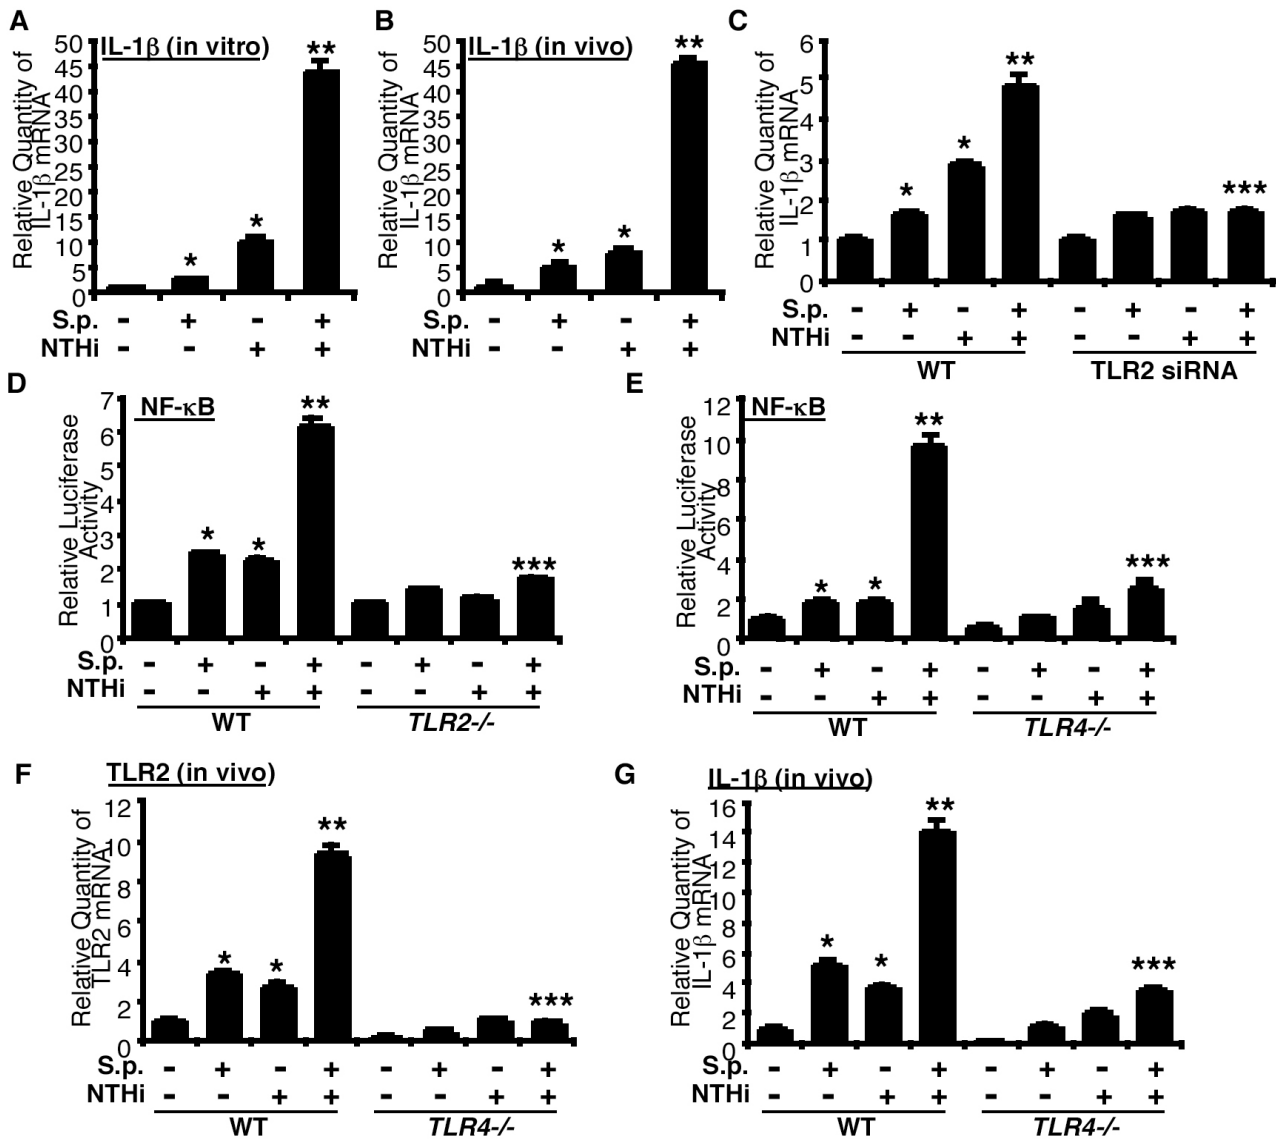 A
IL-1β (in vitro)
Relative Quantity of
IL-1β mRNA
50
45
40
35
30
25
20
15
10
5
0
* * **
S.p. - + - +
NTHi - - + +
B
IL-1β (in vivo)
Relative Quantity of
IL-1β mRNA
50
45
40
35
30
25
20
15
10
5
0
* * **
S.p. - + - +
NTHi - - + +
C
Relative Quantity of
IL-1β mRNA
6
5
4
3
2
1
0
* * ** ***
S.p. - + - + - + - +
NTHi - - + + - - + +
WT TLR2 siRNA
D
NF-κB
Relative Luciferase
Activity
7
6
5
4
3
2
1
0
* * ** ***
S.p. - + - + - + - +
NTHi - - + + - - + +
WT TLR2-/-
E
NF-κB
Relative Luciferase
Activity
12
10
8
6
4
2
0
* * ** ***
S.p. - + - + - + - +
NTHi - - + + - - + +
WT TLR4-/-
F
TLR2 (in vivo)
Relative Quantity of
TLR2 mRNA
12
10
8
6
4
2
0
* * ** ***
S.p. - + - + - + - +
NTHi - - + + - - + +
WT TLR4-/-
G
IL-1β (in vivo)
Relative Quantity of
IL-1β mRNA
16
14
12
10
8
6
4
2
0
* * ** ***
S.p. - + - + - + - +
NTHi - - + + - - + +
WT TLR4-/-